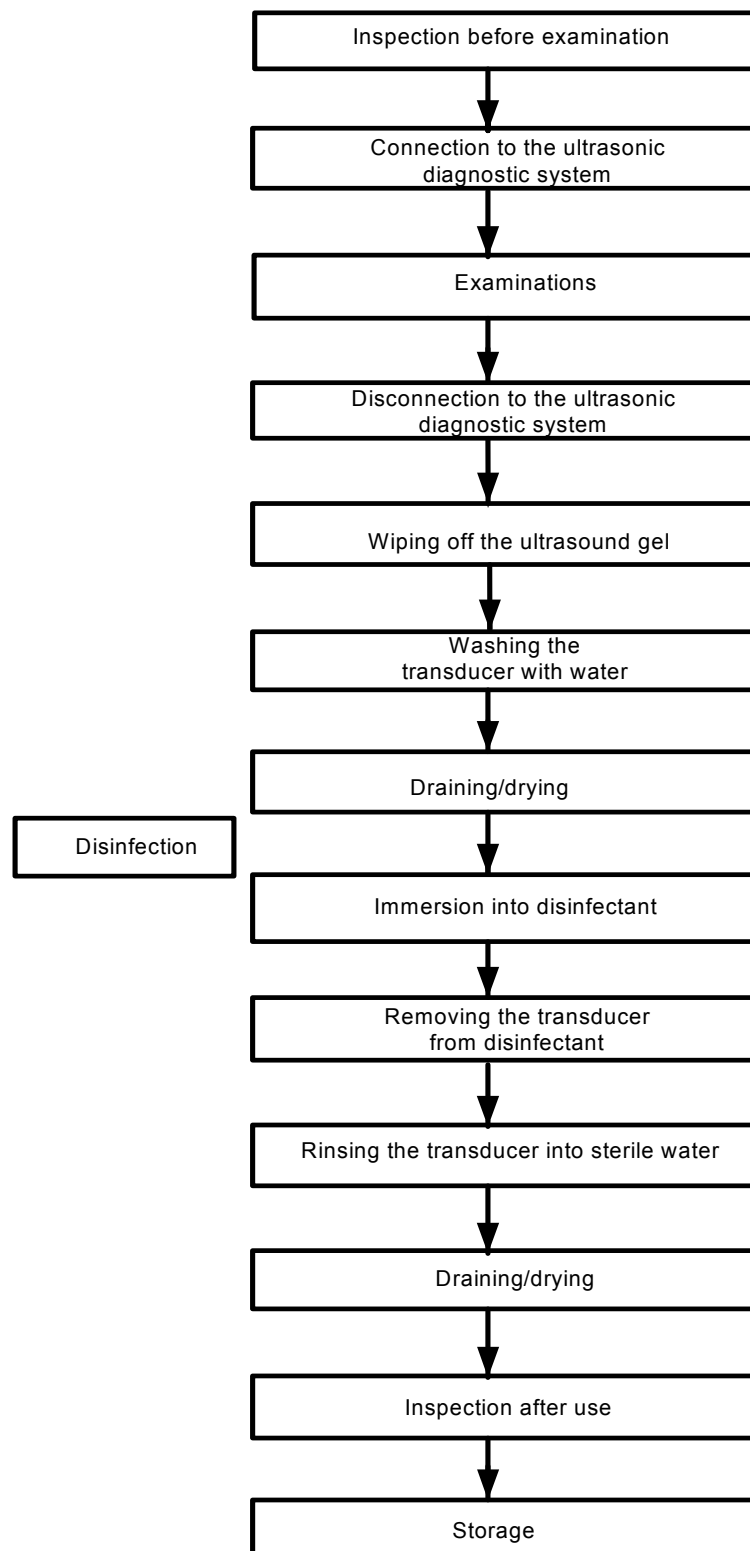 Inspection before examination
Connection to the ultrasonic
diagnostic system
Examinations
Disconnection to the ultrasonic
diagnostic system
Wiping off the ultrasound gel
Washing the
transducer with water
Draining/drying
Disinfection
Immersion into disinfectant
Removing the transducer
from disinfectant
Rinsing the transducer into sterile water
Draining/drying
Inspection after use
Storage